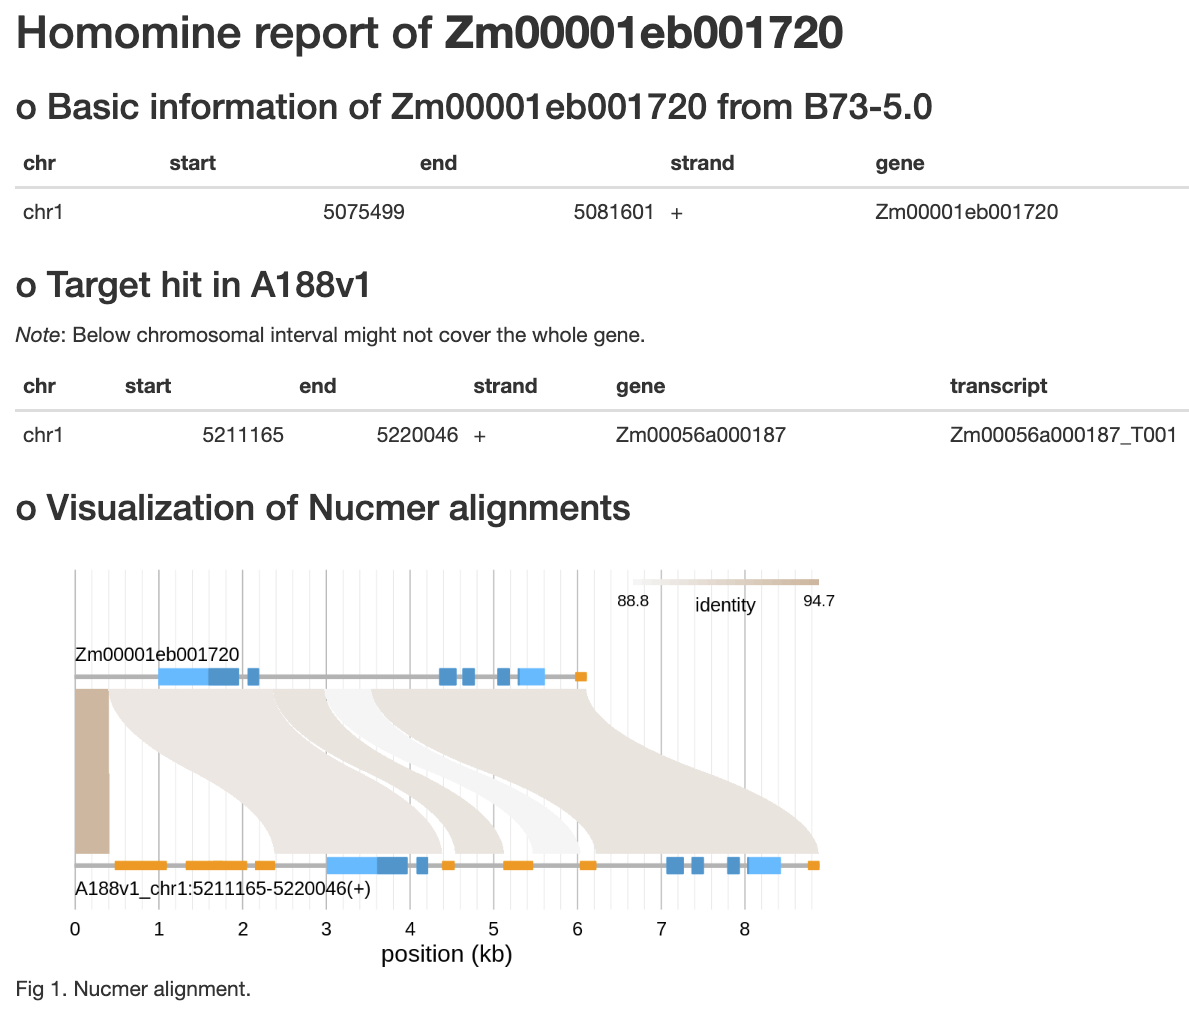 Homomine report of Zm00001eb001720
o Basic information of Zm00001eb001720 from B73-5.0
chr start end strand gene
chr1 5075499 5081601 + Zm00001eb001720
o Target hit in A188v1
Note: Below chromosomal interval might not cover the whole gene.
chr start end strand gene transcript
chr1 5211165 5220046 + Zm00056a000187 Zm00056a000187_T001
o Visualization of Nucmer alignments
88.8 identity 94.7
Zm00001eb001720
A188v1_chr1:5211165-5220046(+)
0 1 2 3 4 5 6 7 8
position (kb)
Fig 1. Nucmer alignment.